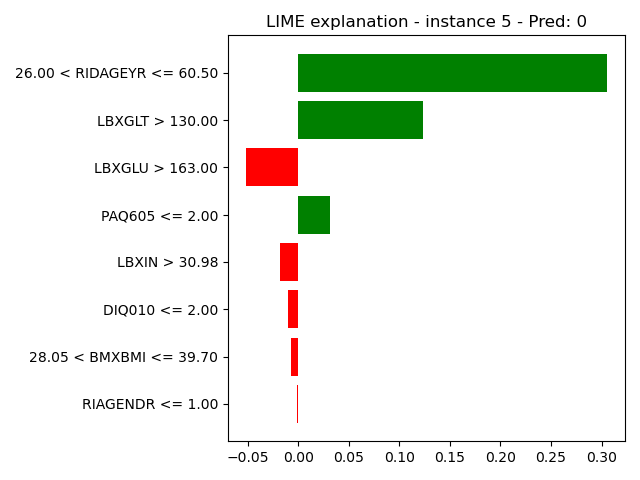 LIME explanation - instance 5 - Pred: 0
26.00 < RIDAGEYR <= 60.50
LBXGLT > 130.00
LBXGLU > 163.00
PAQ605 <= 2.00
LBXIN > 30.98
DIQ010 <= 2.00
28.05 < BMXBMI <= 39.70
RIAGENDR <= 1.00
−0.05 0.00 0.05 0.10 0.15 0.20 0.25 0.30